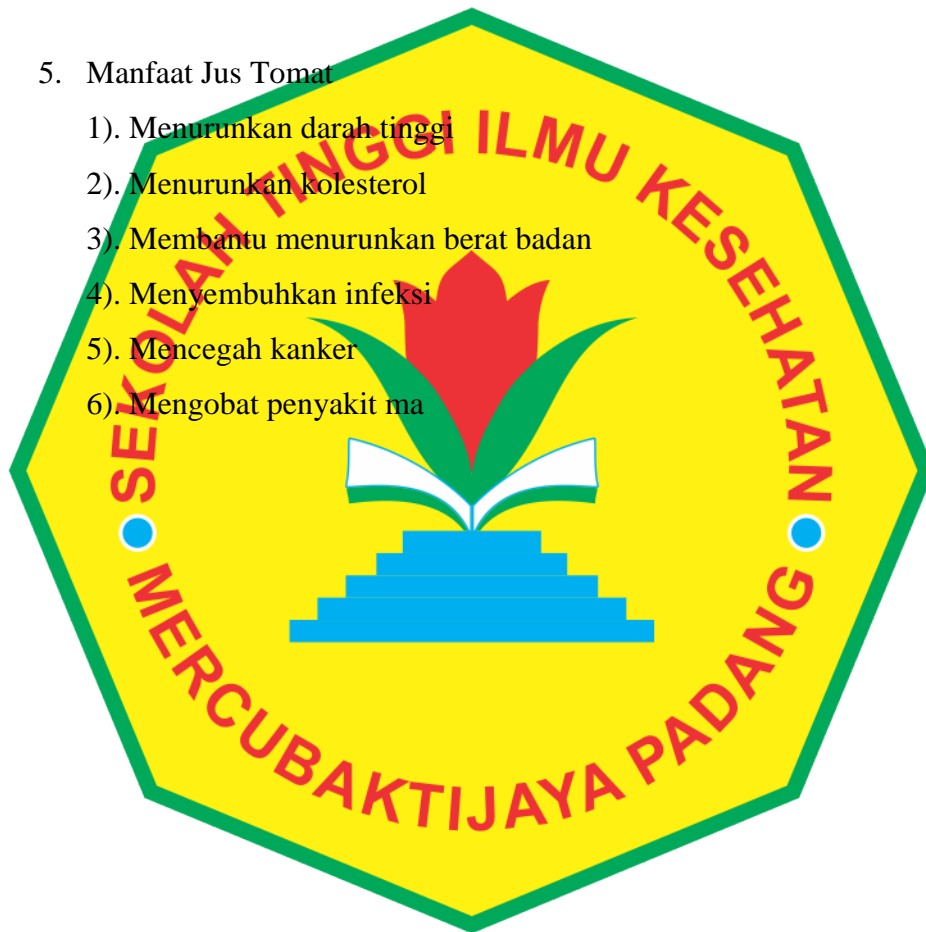 5. Manfaat Jus Tomat
1). Menurunkan darah tinggi
2). Menurunkan kolesterol
3). Membantu menurunkan berat badan
4). Menyembuhkan infeksi
5). Mencegah kanker
6). Mengobat penyakit ma
SEKOLAH TINGGI ILMU KESEHATAN
MERCUBAKTIJAYA PADANG